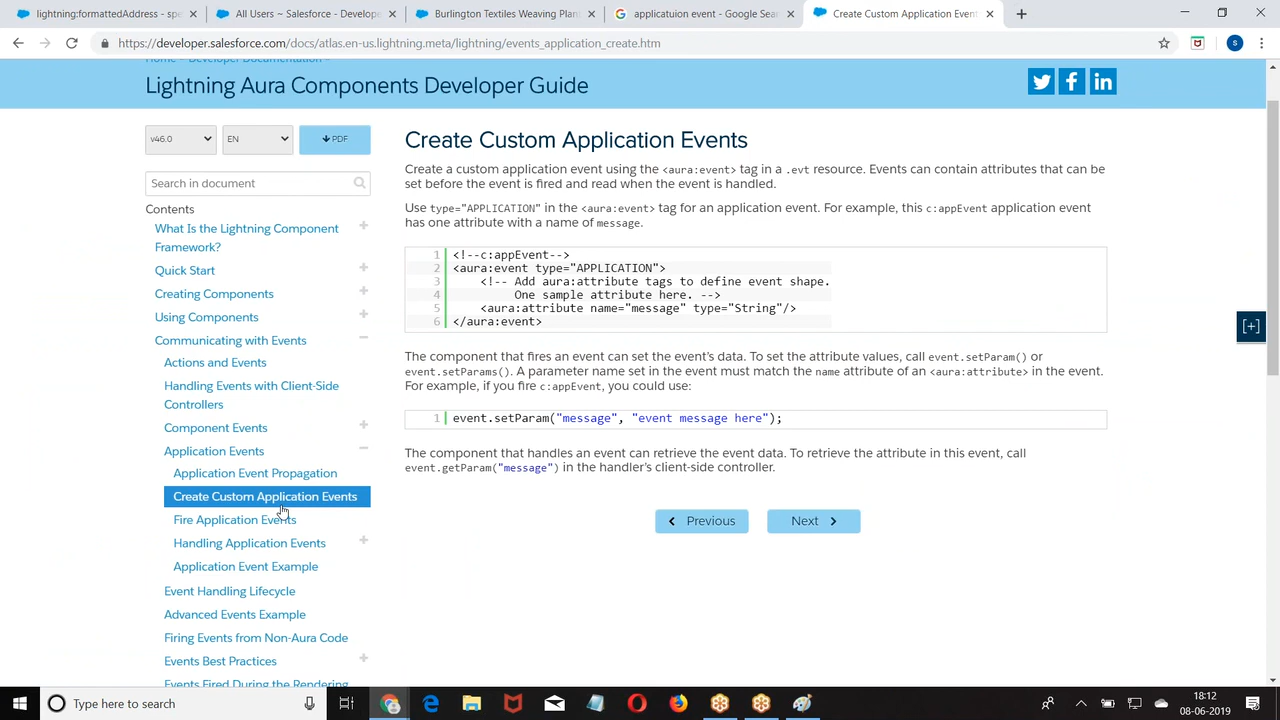 lightning:formattedAddress - spe
All Users ~ Salesforce - Develope
Burlington Textiles Weaving Plan
applicatuion event - Google Sear
Create Custom Application Event
https://developer.salesforce.com/docs/atlas.en-us.lightning.meta/lightning/events_application_create.htm
S
Lightning Aura Components Developer Guide
v46.0
EN
PDF
Search in document
Contents
What Is the Lightning Component
Framework?
Quick Start
Creating Components
Using Components
Communicating with Events
Actions and Events
Handling Events with Client-Side
Controllers
Component Events
Application Events
Application Event Propagation
Create Custom Application Events
Fire Application Events
Handling Application Events
Application Event Example
Event Handling Lifecycle
Advanced Events Example
Firing Events from Non-Aura Code
Events Best Practices
Events Fired During the Rendering
Create Custom Application Events
Create a custom application event using the <aura:event> tag in a .evt resource. Events can contain attributes that can be
set before the event is fired and read when the event is handled.
Use type="APPLICATION" in the <aura:event> tag for an application event. For example, this c:appEvent application event
has one attribute with a name of message.
1 <!--c:appEvent-->
2 <aura:event type="APPLICATION">
3 <!-- Add aura:attribute tags to define event shape.
4 One sample attribute here. -->
5 <aura:attribute name="message" type="String"/>
6 </aura:event>
The component that fires an event can set the event's data. To set the attribute values, call event.setParam() or
event.setParams(). A parameter name set in the event must match the name attribute of an <aura:attribute> in the event.
For example, if you fire c:appEvent, you could use:
1 event.setParam("message", "event message here");
The component that handles an event can retrieve the event data. To retrieve the attribute in this event, call
event.getParam("message") in the handler's client-side controller.
Previous
Next
[+]
Type here to search
18:12
08-06-2019